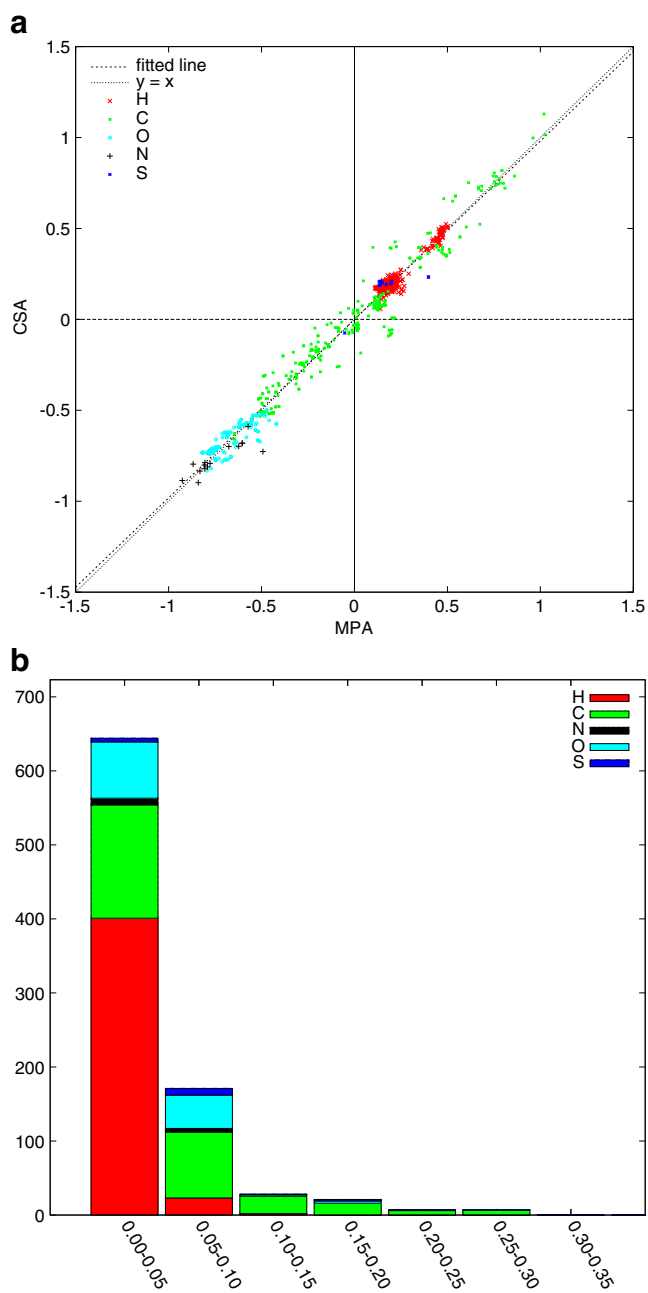 a
1.5
fitted line
y = x
H
C
O
N
S
1
0.5
0
-0.5
-1
-1.5
CSA
-1.5 -1 -0.5 0 0.5 1 1.5
MPA
b
700
600
500
400
300
200
100
0
H
C
N
O
S
0.00-0.05
0.05-0.10
0.10-0.15
0.15-0.20
0.20-0.25
0.25-0.30
0.30-0.35